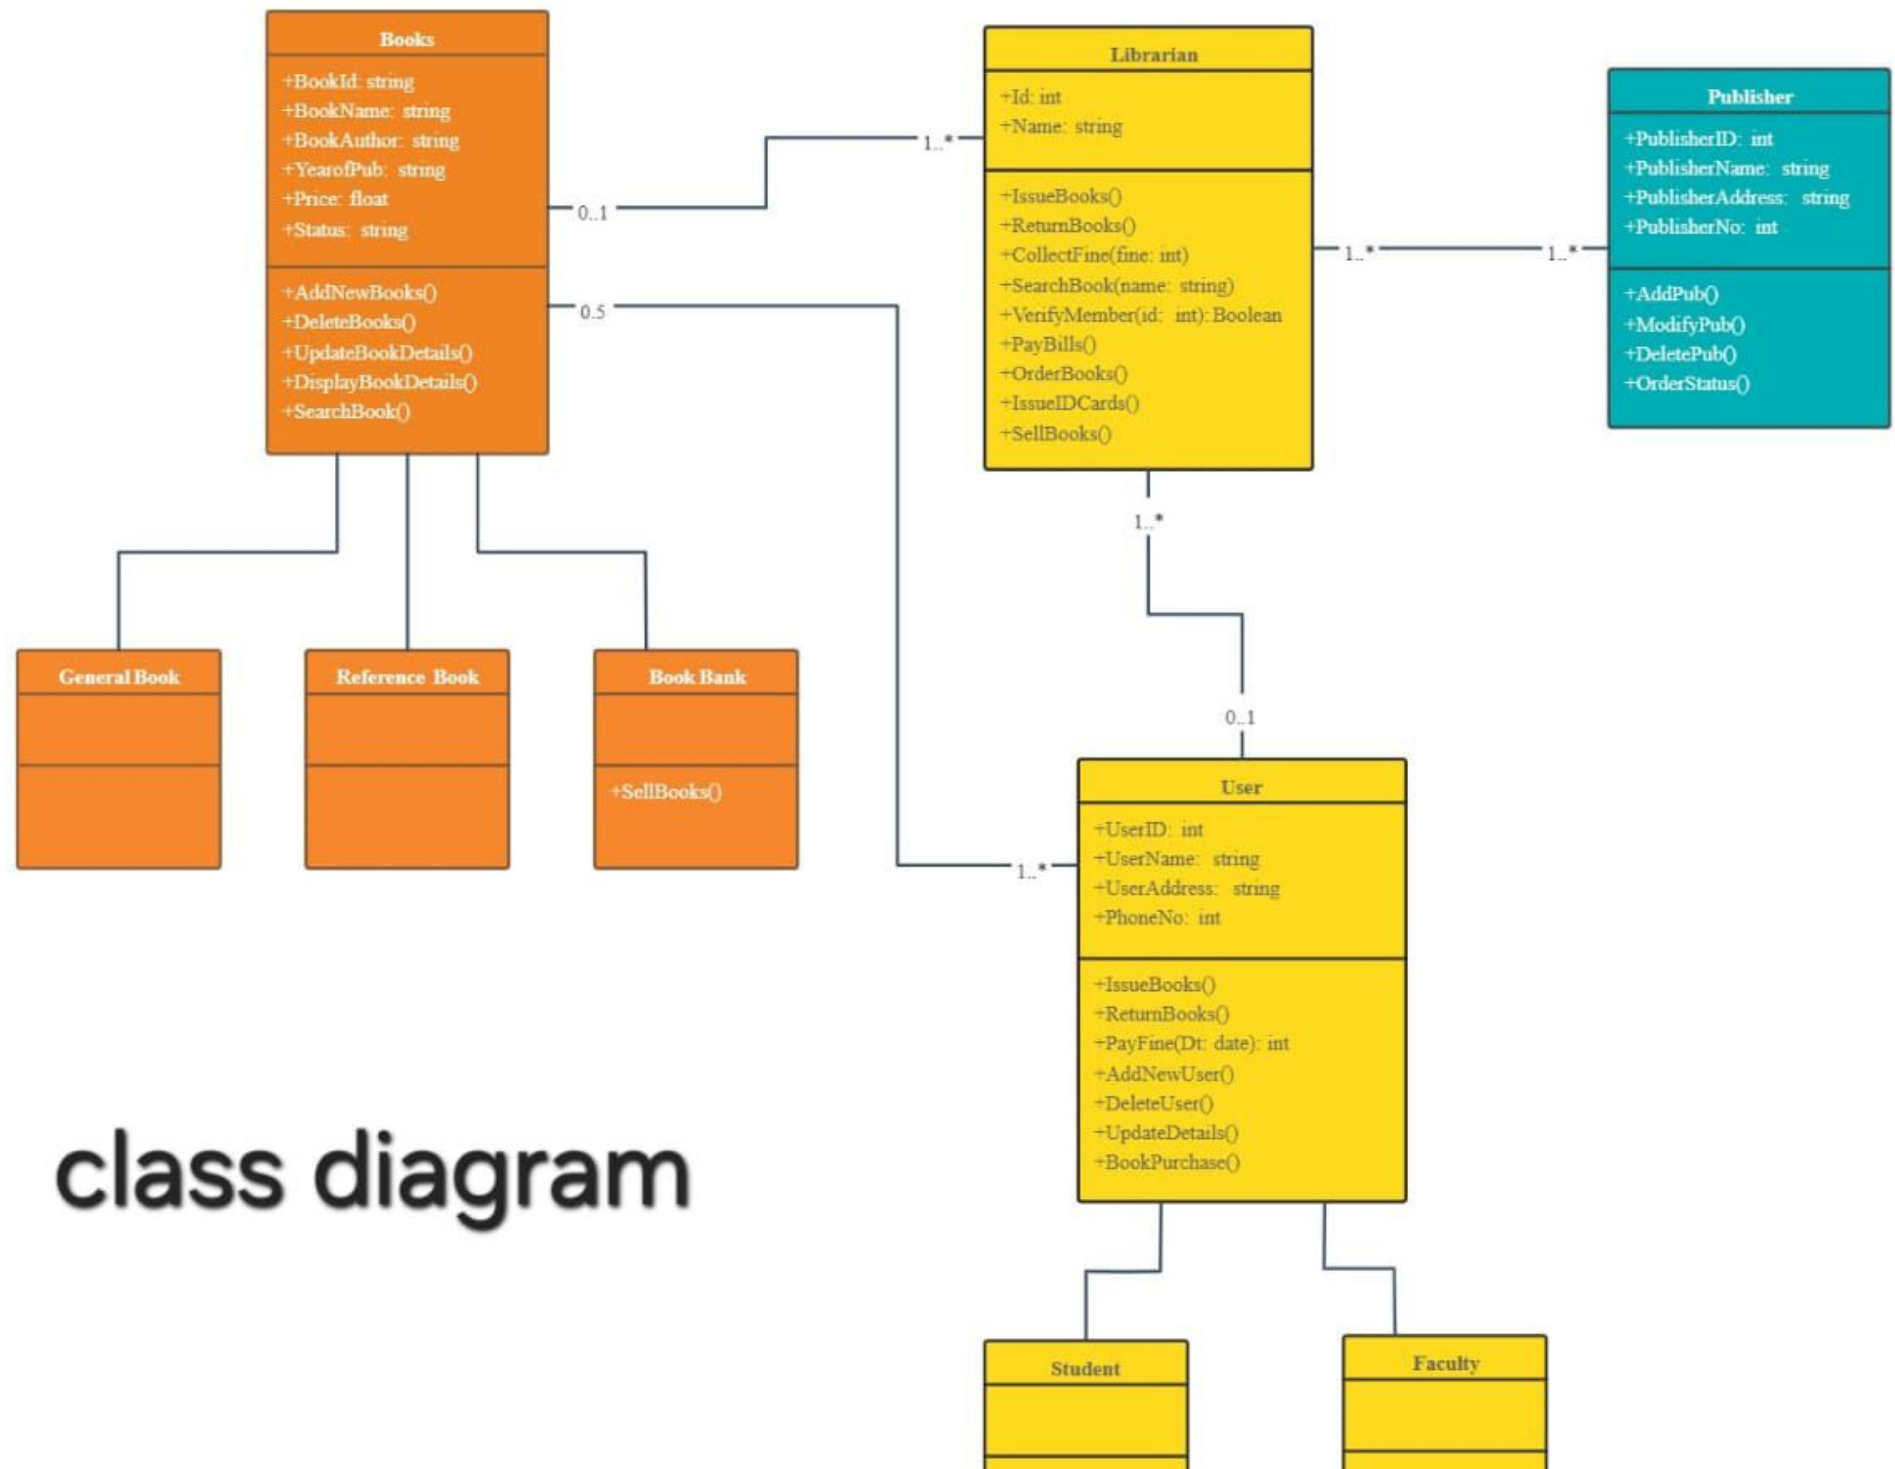 Books
+BookId: string
+BookName: string
+BookAuthor: string
+YearofPub: string
+Price: float
+Status: string
+AddNewBooks()
+DeleteBooks()
+UpdateBookDetails()
+DisplayBookDetails()
+SearchBook()
0..1
1..*
0.5
1..*
Librarian
+Id: int
+Name: string
+IssueBooks()
+ReturnBooks()
+CollectFine(fine: int)
+SearchBook(name: string)
+VerifyMember(id: int): Boolean
+PayBills()
+OrderBooks()
+IssueIDCards()
+SellBooks()
1..*
1..*
Publisher
+PublisherID: int
+PublisherName: string
+PublisherAddress: string
+PublisherNo: int
+AddPub()
+ModifyPub()
+DeletePub()
+OrderStatus()
1..*
0..1
General Book
Reference Book
Book Bank
+SellBooks()
User
+UserID: int
+UserName: string
+UserAddress: string
+PhoneNo: int
+IssueBooks()
+ReturnBooks()
+PayFine(Dt: date): int
+AddNewUser()
+DeleteUser()
+UpdateDetails()
+BookPurchase()
class diagram
Student
Faculty